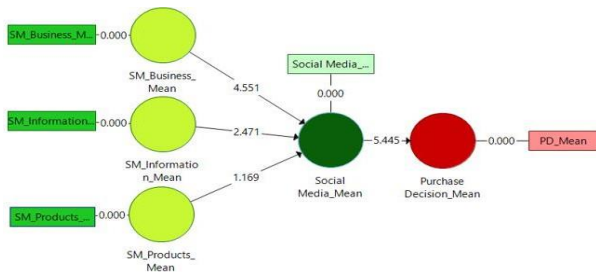 SM_Business_M...
0.000
SM_Business_
Mean
4.551
Social Media_...
0.000
SM_Information...
0.000
SM_Informatio
n_Mean
2.471
Social
Media_Mean
5.445
Purchase
Decision_Mean
0.000
PD_Mean
1.169
SM_Products_...
0.000
SM_Products_
Mean